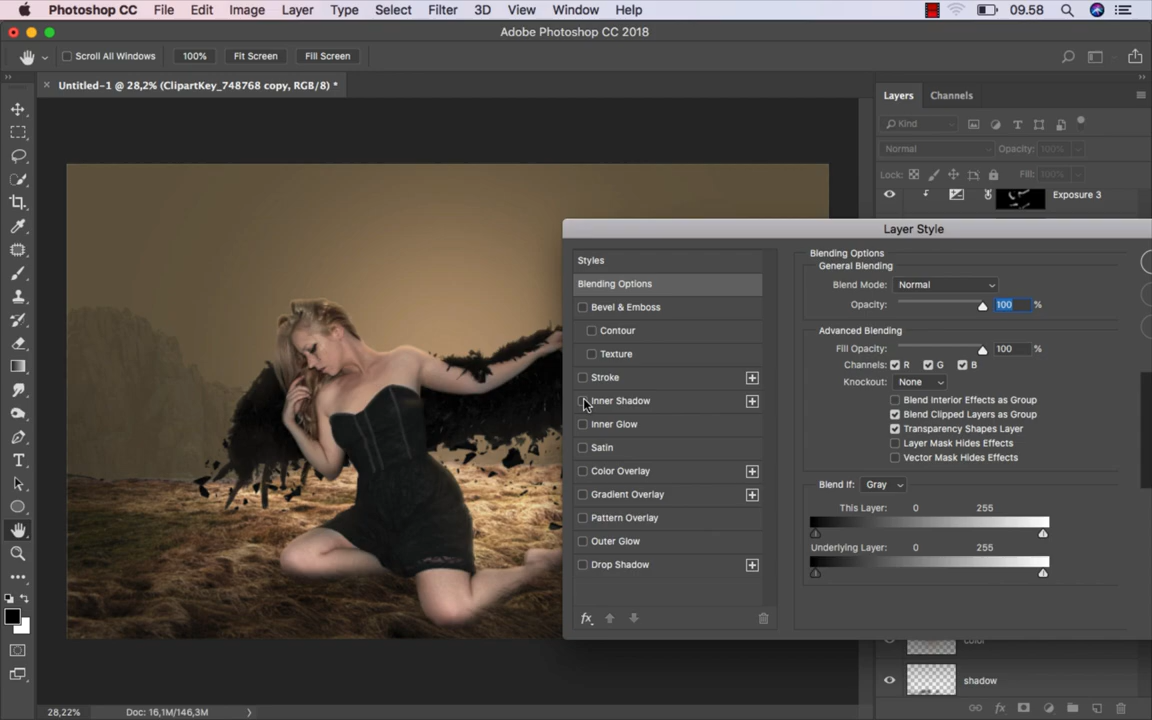 Photoshop CC File Edit Image Layer Type Select Filter 3D View Window Help 09.58
Adobe Photoshop CC 2018
Scroll All Windows 100% Fit Screen Fill Screen
Untitled-1 @ 28,2% (ClipartKey_748768 copy, RGB/8) *
Layers Channels
Kind
Normal Opacity: 100%
Lock: Fill: 100%
Exposure 3
Layer Style
Styles
Blending Options
Bevel & Emboss
Contour
Texture
Stroke
Inner Shadow
Inner Glow
Satin
Color Overlay
Gradient Overlay
Pattern Overlay
Outer Glow
Drop Shadow
fx
Blending Options
General Blending
Blend Mode: Normal
Opacity: 100 %
Advanced Blending
Fill Opacity: 100 %
Channels: R G B
Knockout: None
Blend Interior Effects as Group
Blend Clipped Layers as Group
Transparency Shapes Layer
Layer Mask Hides Effects
Vector Mask Hides Effects
Blend If: Gray
This Layer: 0 255
Underlying Layer: 0 255
color
shadow
fx
28,22% Doc: 16,1M/146,3M